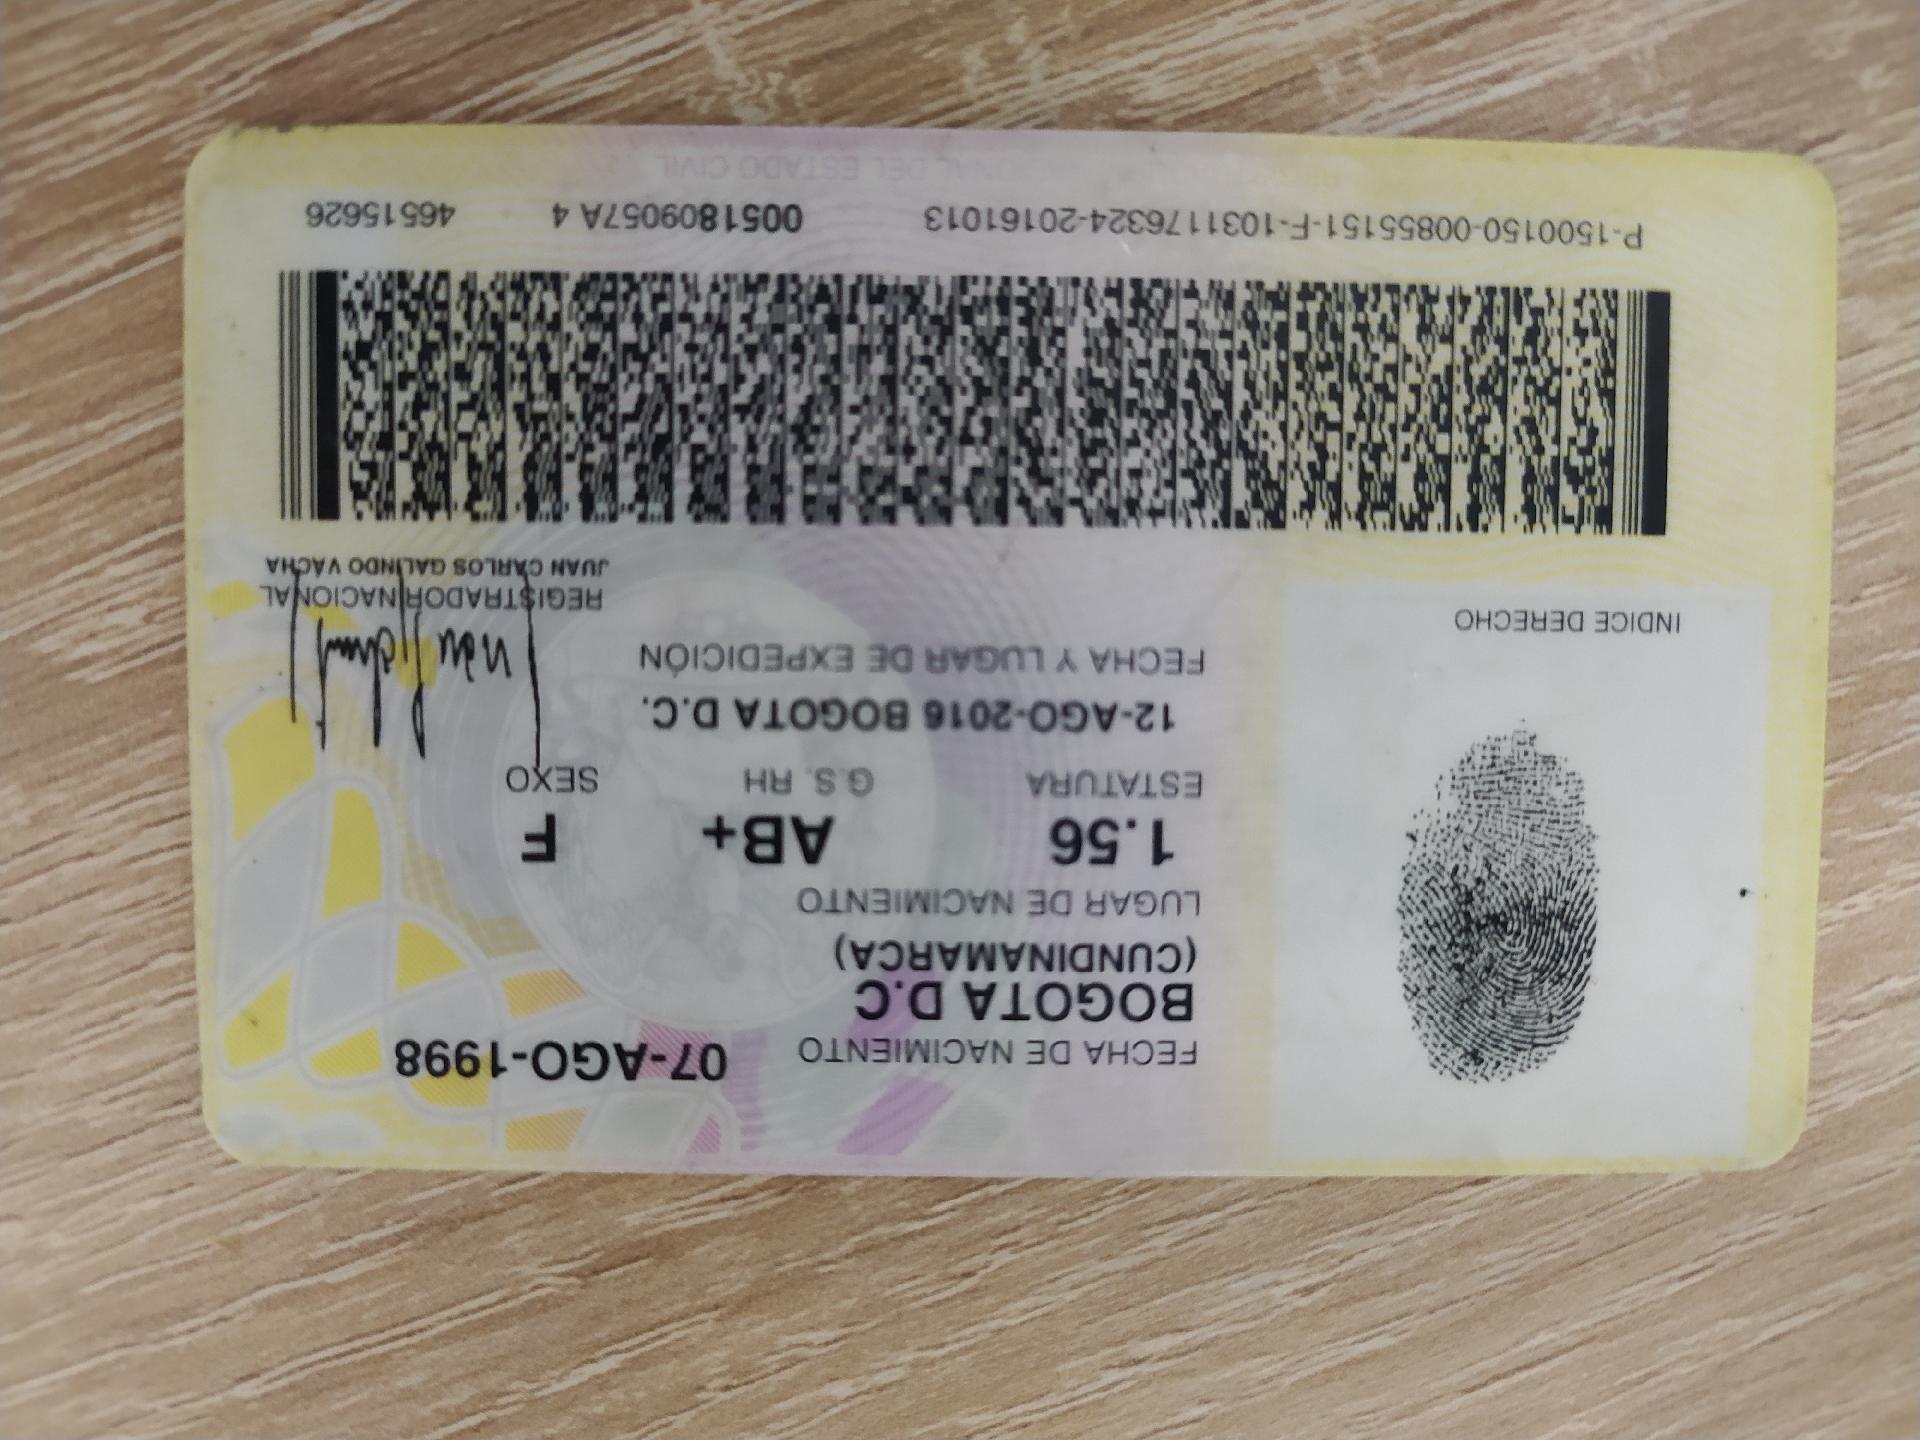 FECHA DE NACIMIENTO 07-AGO-1998
BOGOTA D.C
(CUNDINAMARCA)
LUGAR DE NACIMIENTO
1.56 AB+ F
ESTATURA G.S. RH SEXO
12-AGO-2016 BOGOTA D.C.
FECHA Y LUGAR DE EXPEDICIÓN
INDICE DERECHO
REGISTRADOR NACIONAL
JUAN CARLOS GALINDO VACHA
P-1500150-00855151-F-1031176324-20161013 0051809057A 4 46515626
NAL DEL ESTADO CIVIL